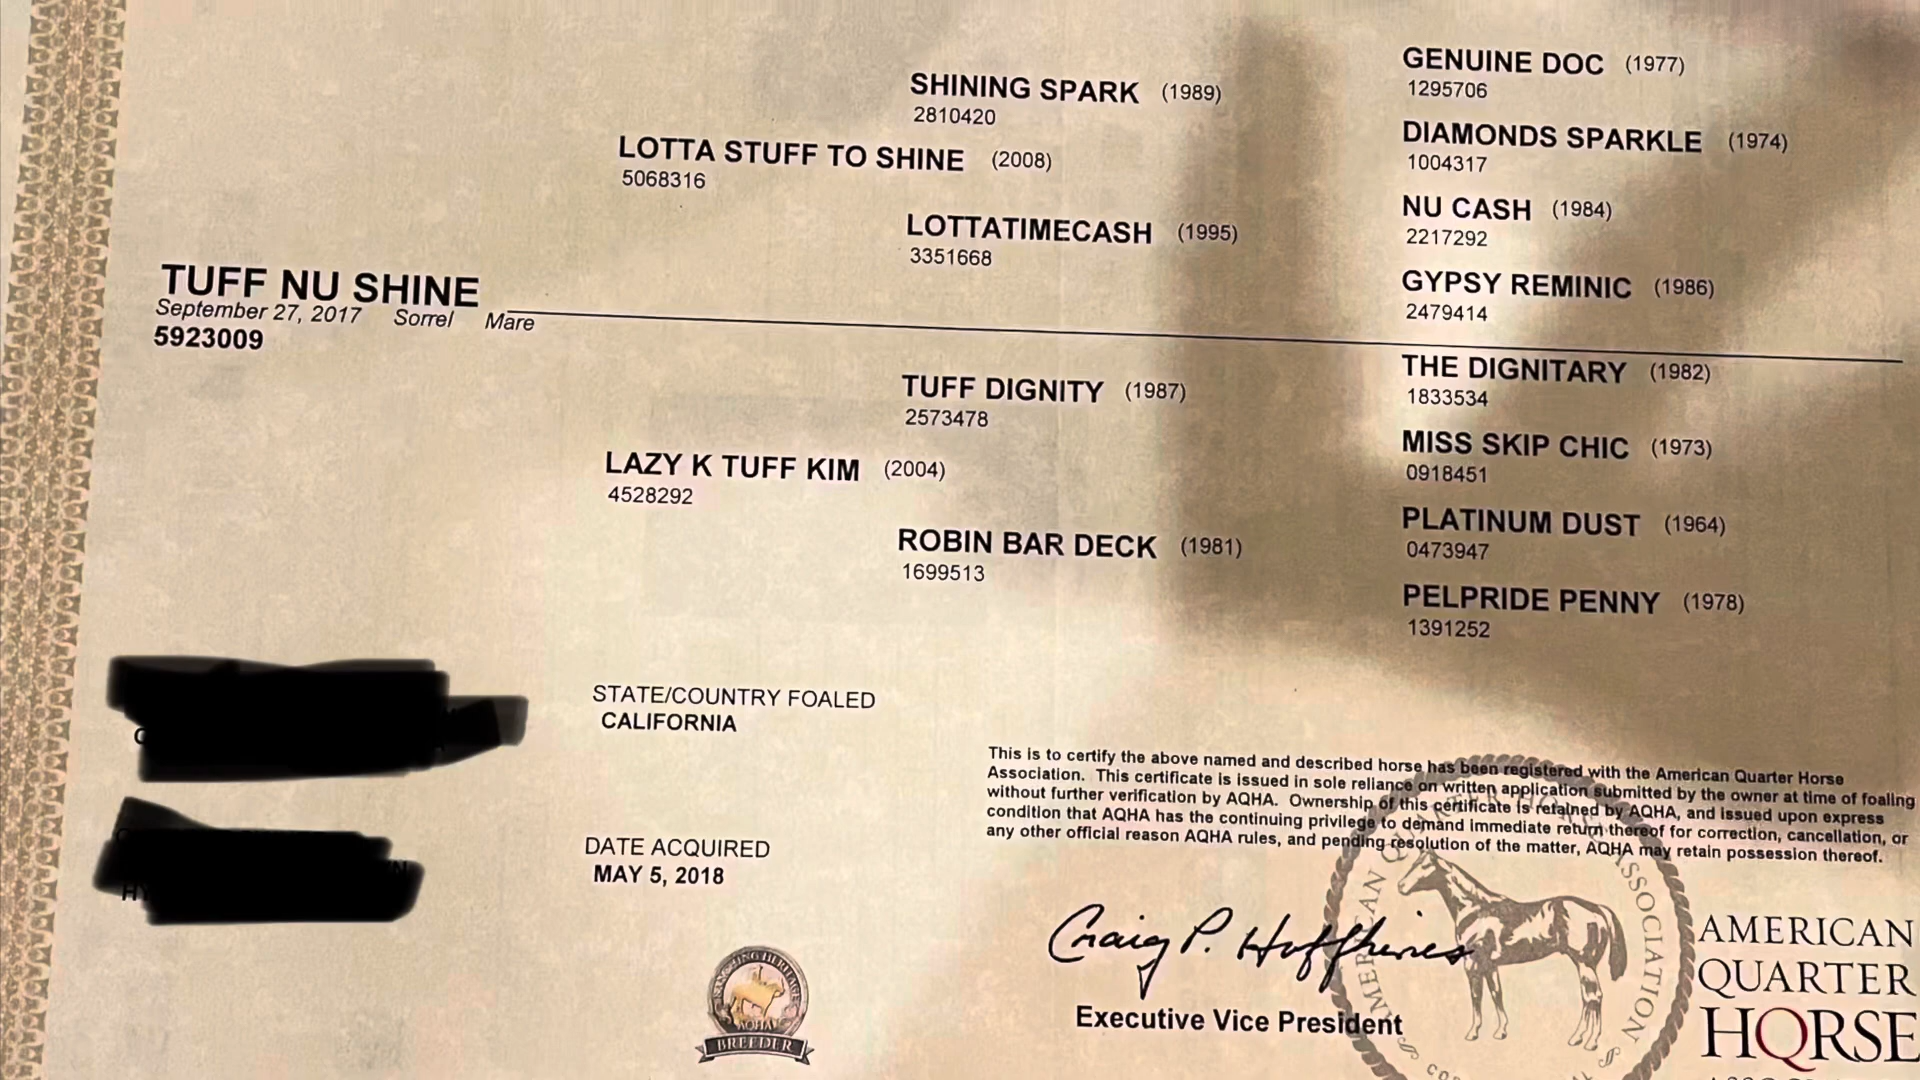 GENUINE DOC (1977)
1295706
SHINING SPARK (1989)
2810420
DIAMONDS SPARKLE (1974)
1004317
LOTTA STUFF TO SHINE (2008)
5068316
NU CASH (1984)
2217292
LOTTATIMECASH (1995)
3351668
GYPSY REMINIC (1986)
2479414
TUFF NU SHINE
September 27, 2017 Sorrel Mare
5923009
THE DIGNITARY (1982)
1833534
TUFF DIGNITY (1987)
2573478
MISS SKIP CHIC (1973)
0918451
LAZY K TUFF KIM (2004)
4528292
PLATINUM DUST (1964)
0473947
ROBIN BAR DECK (1981)
1699513
PELPRIDE PENNY (1978)
1391252
STATE/COUNTRY FOALED
CALIFORNIA
DATE ACQUIRED
MAY 5, 2018
This is to certify the above named and described horse has been registered with the American Quarter Horse
Association. This certificate is issued in sole reliance on written application submitted by the owner at time of foaling
without further verification by AQHA. Ownership of this certificate is retained by AQHA, and issued upon express
condition that AQHA has the continuing privilege to demand immediate return thereof for correction, cancellation, or
any other official reason AQHA rules, and pending resolution of the matter, AQHA may retain possession thereof.
Craig P. Huffhines
Executive Vice President
RANCHING HERITAGE
AQHA
BREEDER
AMERICAN QUARTER HORSE ASSOCIATION
AMERICAN
QUARTER
HORSE